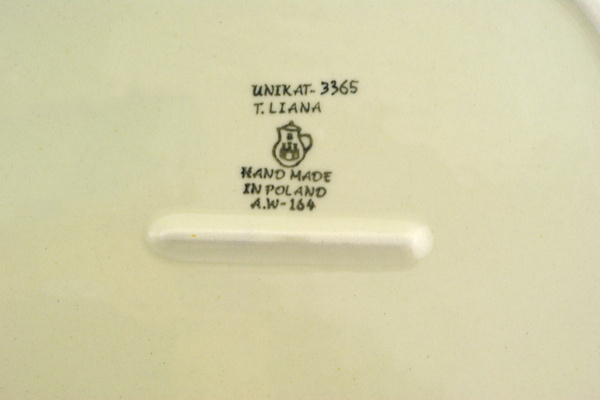 UNIKAT-3365
T. LIANA
HAND MADE
IN POLAND
A.W-164